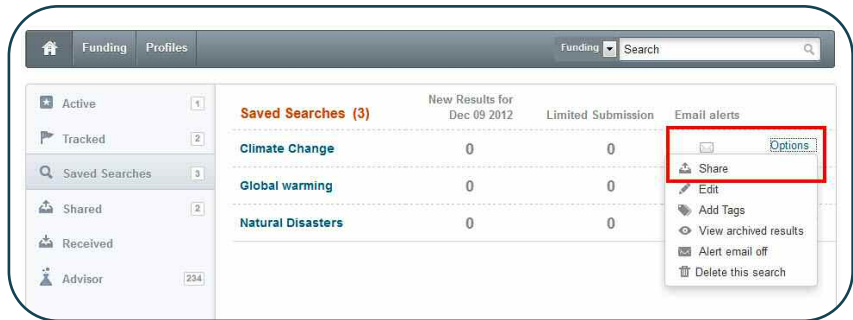 Funding Profiles Funding Search
Active 1
Tracked 2
Saved Searches 3
Shared 2
Received
Advisor 234
Saved Searches (3) New Results for Dec 09 2012 Limited Submission Email alerts
Climate Change 0 0 Options
Global warming 0 0
Natural Disasters 0 0
Share
Edit
Add Tags
View archived results
Alert email off
Delete this search